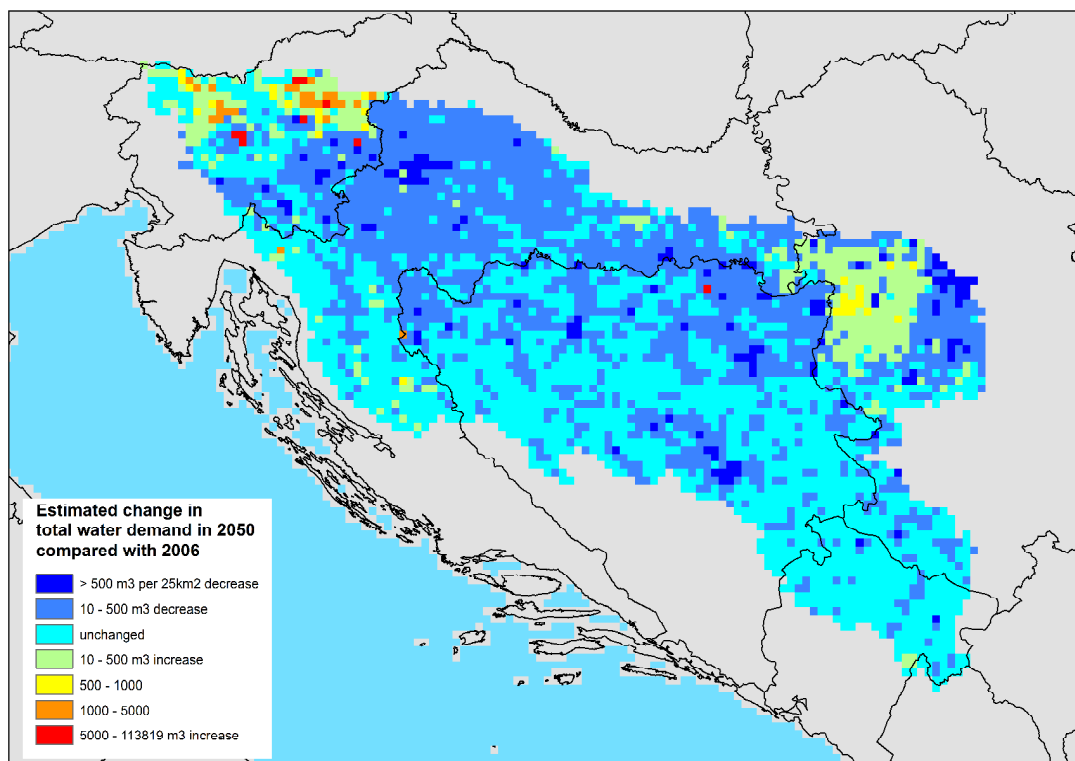 Estimated change in
total water demand in 2050
compared with 2006
> 500 m3 per 25km2 decrease
10 - 500 m3 decrease
unchanged
10 - 500 m3 increase
500 - 1000
1000 - 5000
5000 - 113819 m3 increase